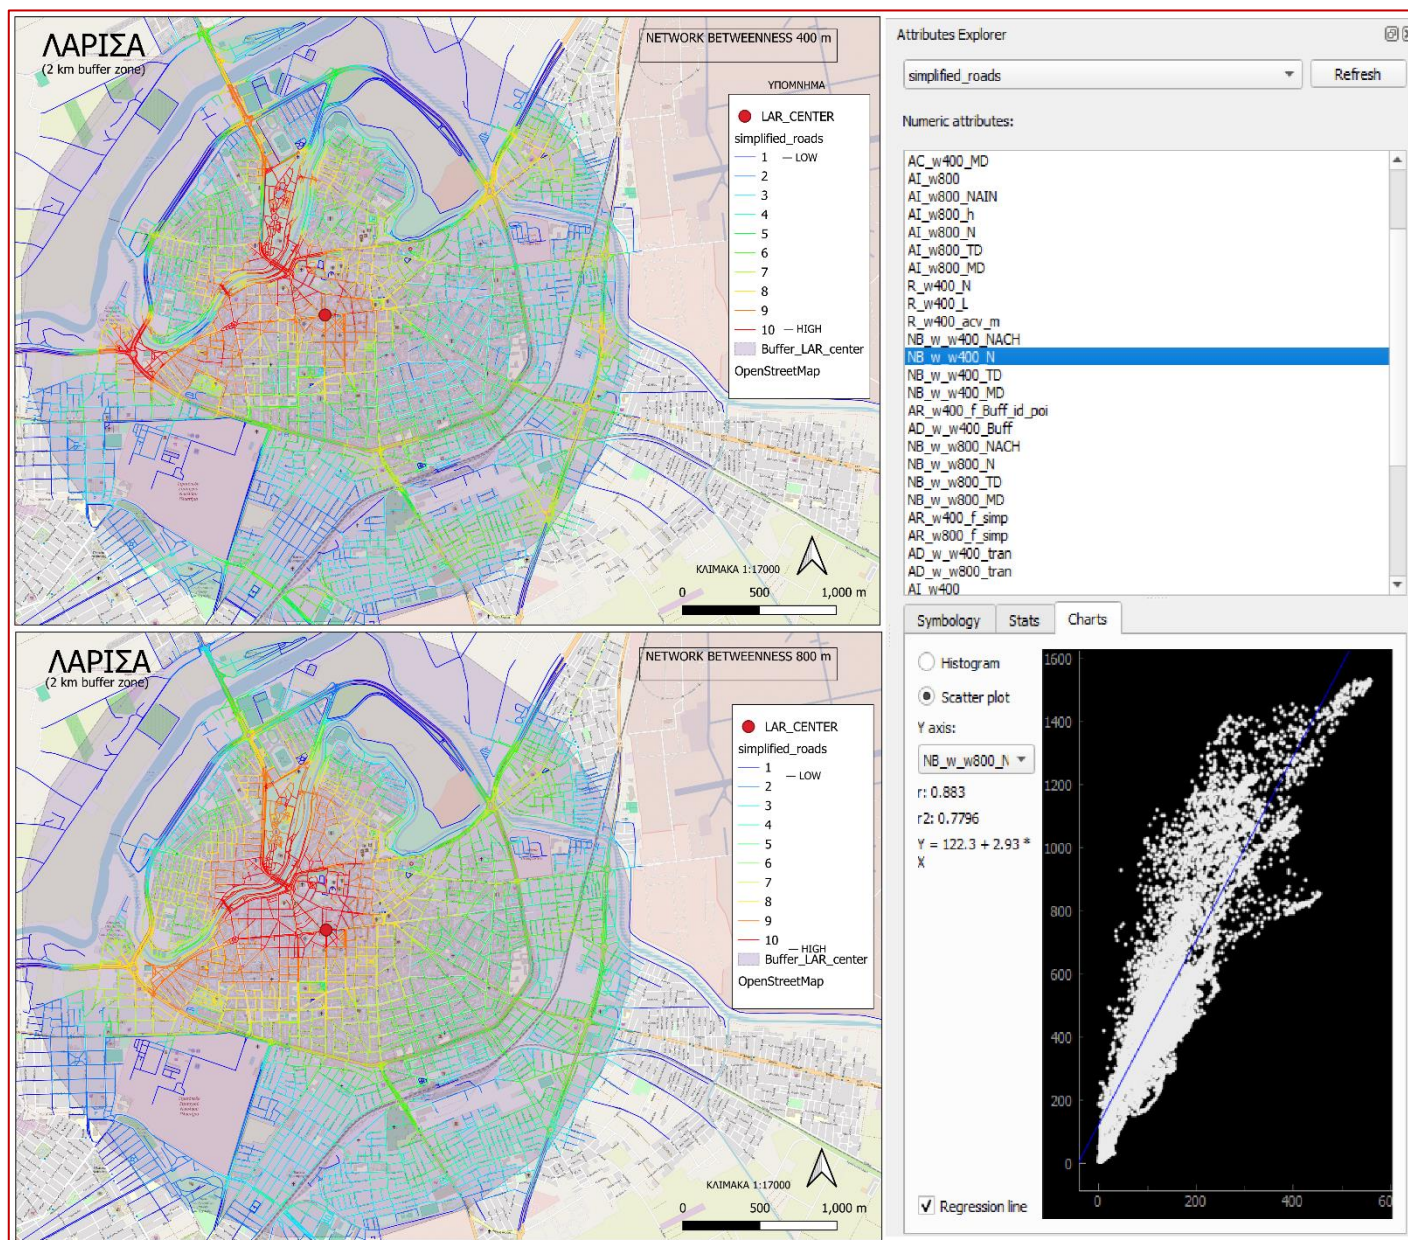 ΛΑΡΙΣΑ
(2 km buffer zone)
NETWORK BETWEENNESS 400 m
ΥΠΟΜΝΗΜΑ
LAR_CENTER
simplified_roads
1 — LOW
2
3
4
5
6
7
8
9
10 — HIGH
Buffer_LAR_center
OpenStreetMap
ΚΛΙΜΑΚΑ 1:17000
0 500 1,000 m
ΛΑΡΙΣΑ
(2 km buffer zone)
NETWORK BETWEENNESS 800 m
LAR_CENTER
simplified_roads
1
— LOW
2
3
4
5
6
7
8
9
10
— HIGH
Buffer_LAR_center
OpenStreetMap
ΚΛΙΜΑΚΑ 1:17000
0 500 1,000 m
Attributes Explorer
simplified_roads
Refresh
Numeric attributes:
AC_w400_MD
AI_w800
AI_w800_NAIN
AI_w800_h
AI_w800_N
AI_w800_TD
AI_w800_MD
R_w400_N
R_w400_L
R_w400_acv_m
NB_w_w400_NACH
NB_w_w400_N
NB_w_w400_TD
NB_w_w400_MD
AR_w400_f_Buff_id_poi
AD_w_w400_Buff
NB_w_w800_NACH
NB_w_w800_N
NB_w_w800_TD
NB_w_w800_MD
AR_w400_f_simp
AR_w800_f_simp
AD_w_w400_tran
AD_w_w800_tran
AI_w400
Symbology Stats Charts
Histogram
Scatter plot
Y axis:
NB_w_w800_N
r: 0.883
r2: 0.7796
Y = 122.3 + 2.93 *
X
Regression line
1600
1400
1200
1000
800
600
400
200
0
0 200 400 60